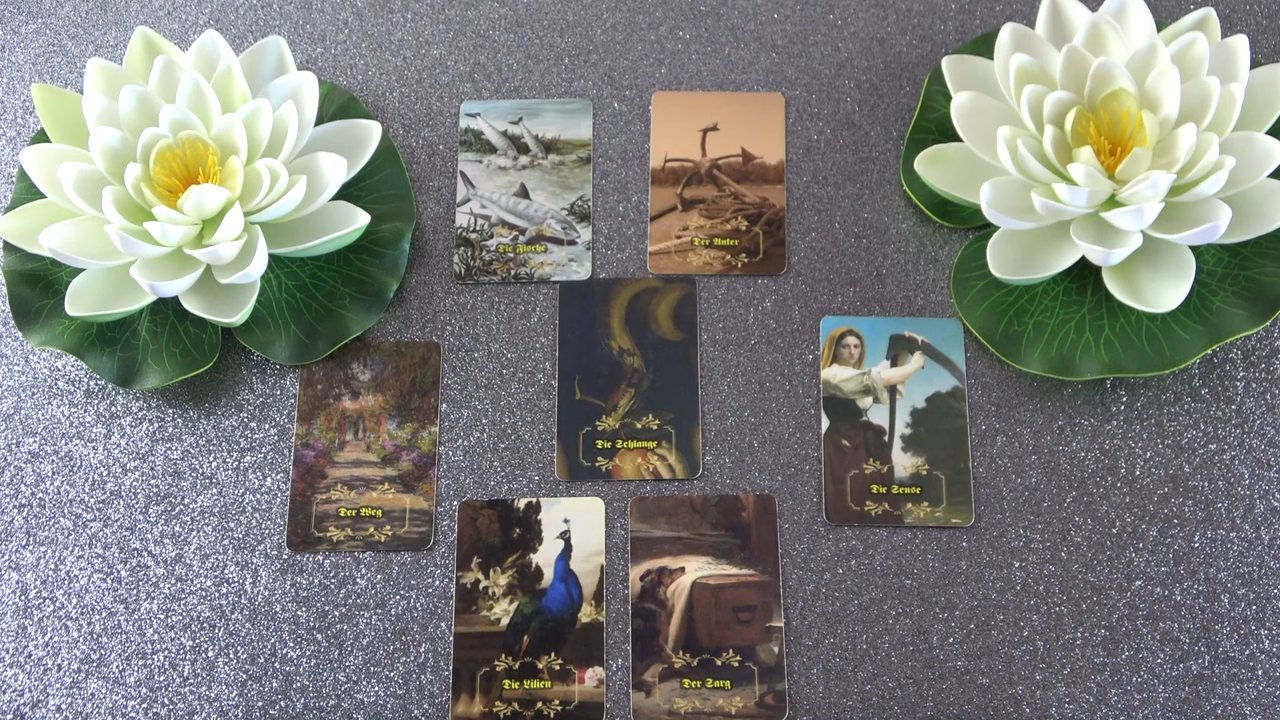 Die Fische
Der Anker
Die Schlange
Der Weg
Die Sense
Die Lilien
Der Sarg